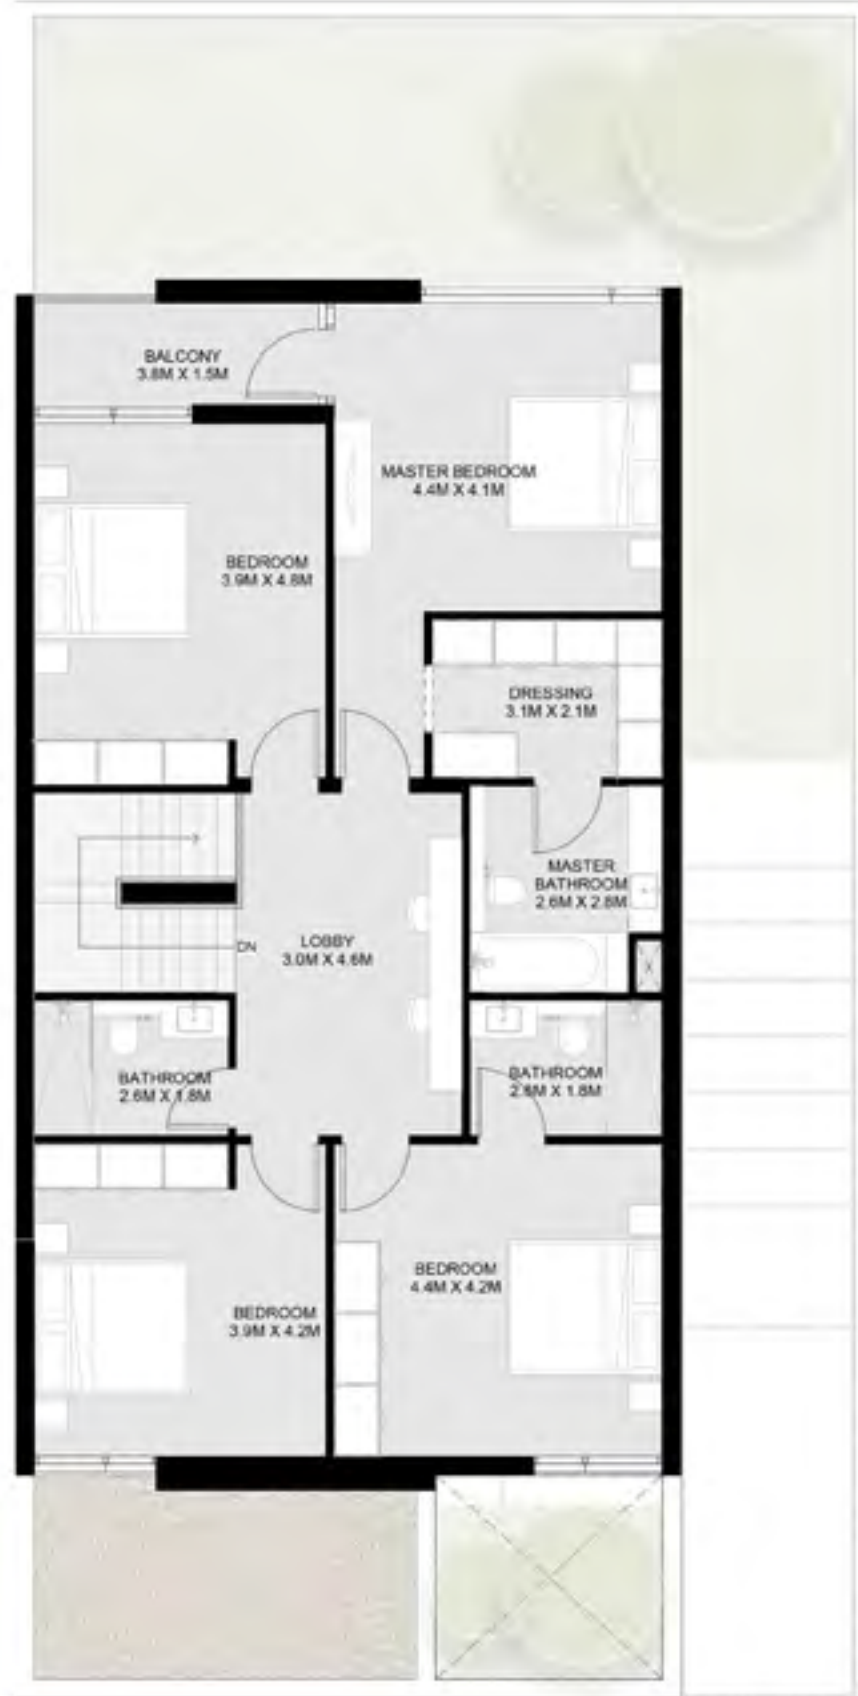 BALCONY
3.8M X 1.5M
MASTER BEDROOM
4.4M X 4.1M
BEDROOM
3.9M X 4.8M
DRESSING
3.1M X 2.1M
MASTER
BATHROOM
2.6M X 2.8M
LOBBY
3.0M X 4.6M
DN
X
BATHROOM
2.6M X 1.8M
BATHROOM
2.6M X 1.8M
BEDROOM
4.4M X 4.2M
BEDROOM
3.9M X 4.2M